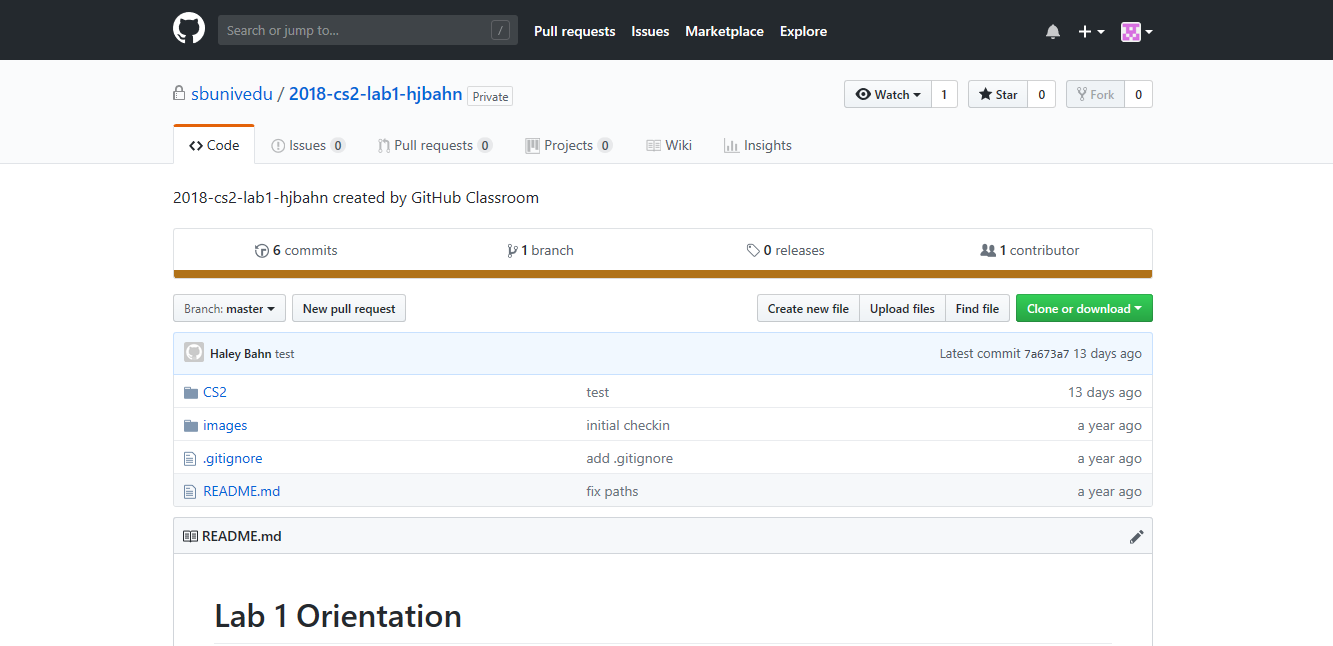 Search or jump to... / Pull requests Issues Marketplace Explore
sbunivedu / 2018-cs2-lab1-hjbahn Private Watch 1 Star 0 Fork 0
Code Issues 0 Pull requests 0 Projects 0 Wiki Insights
2018-cs2-lab1-hjbahn created by GitHub Classroom
6 commits 1 branch 0 releases 1 contributor
Branch: master New pull request Create new file Upload files Find file Clone or download
Haley Bahn test Latest commit 7a673a7 13 days ago
CS2 test 13 days ago
images initial checkin a year ago
.gitignore add .gitignore a year ago
README.md fix paths a year ago
README.md
Lab 1 Orientation